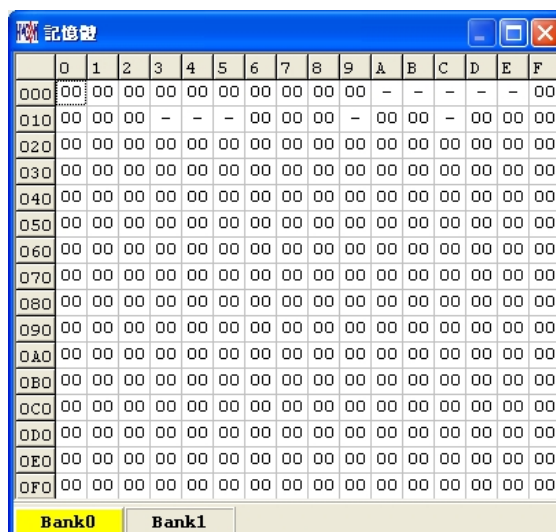 記憶體
0 1 2 3 4 5 6 7 8 9 A B C D E F
000 00 00 00 00 00 00 00 00 00 00 - - - - - 00
010 00 00 00 - - - 00 00 00 - 00 00 - 00 00 00
020 00 00 00 00 00 00 00 00 00 00 00 00 00 00 00 00
030 00 00 00 00 00 00 00 00 00 00 00 00 00 00 00 00
040 00 00 00 00 00 00 00 00 00 00 00 00 00 00 00 00
050 00 00 00 00 00 00 00 00 00 00 00 00 00 00 00 00
060 00 00 00 00 00 00 00 00 00 00 00 00 00 00 00 00
070 00 00 00 00 00 00 00 00 00 00 00 00 00 00 00 00
080 00 00 00 00 00 00 00 00 00 00 00 00 00 00 00 00
090 00 00 00 00 00 00 00 00 00 00 00 00 00 00 00 00
0A0 00 00 00 00 00 00 00 00 00 00 00 00 00 00 00 00
0B0 00 00 00 00 00 00 00 00 00 00 00 00 00 00 00 00
0C0 00 00 00 00 00 00 00 00 00 00 00 00 00 00 00 00
0D0 00 00 00 00 00 00 00 00 00 00 00 00 00 00 00 00
0E0 00 00 00 00 00 00 00 00 00 00 00 00 00 00 00 00
0F0 00 00 00 00 00 00 00 00 00 00 00 00 00 00 00 00
Bank0 Bank1